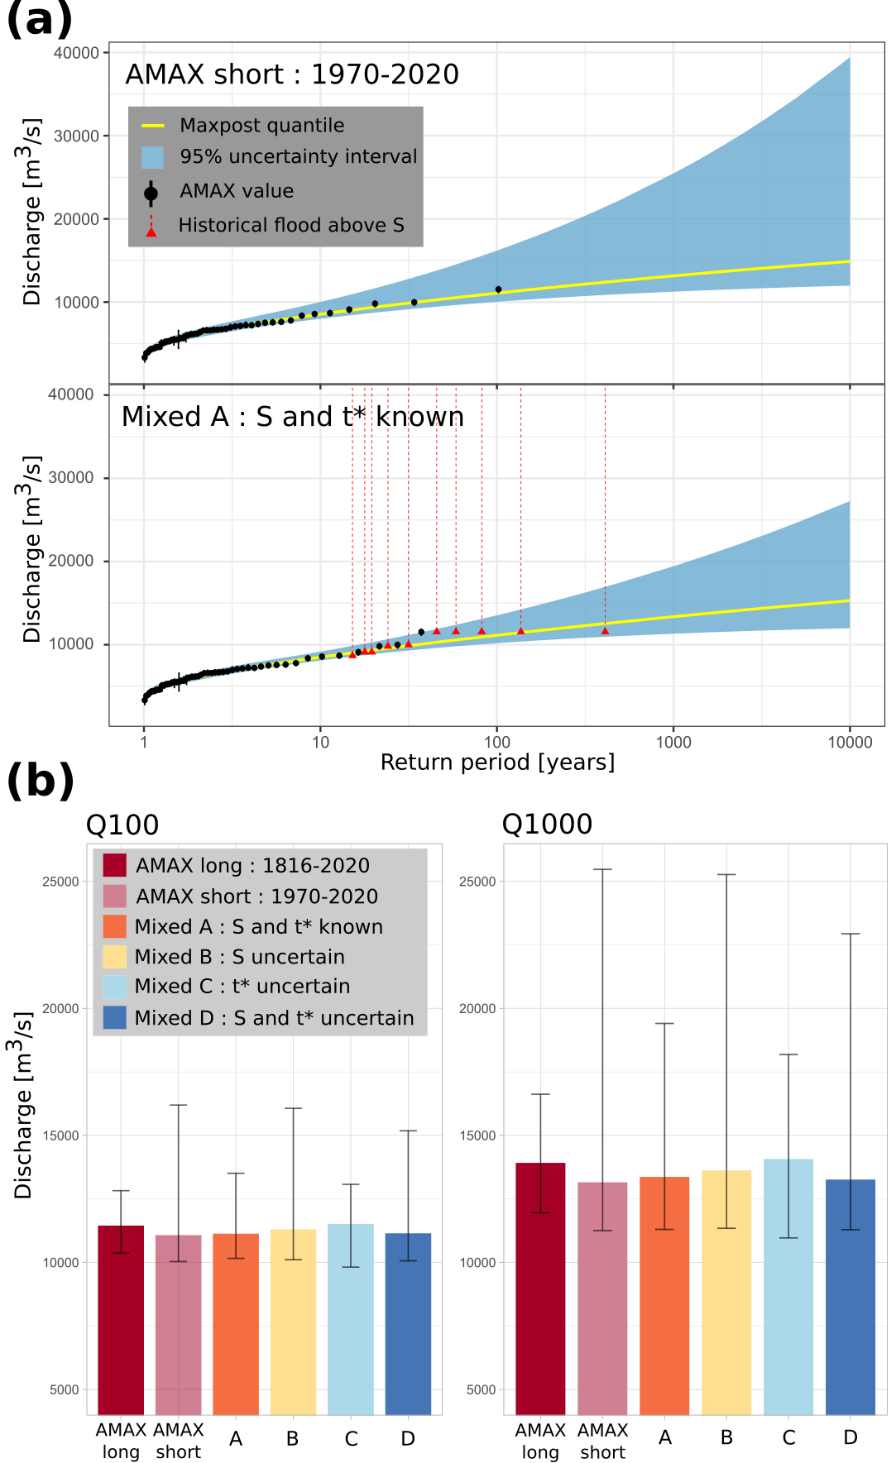 (a)
AMAX short : 1970-2020
Maxpost quantile
95% uncertainty interval
AMAX value
Historical flood above S
40000
30000
20000
10000
Discharge [m³/s]
Mixed A : S and t* known
40000
30000
20000
10000
Discharge [m³/s]
1 10 100 1000 10000
Return period [years]
(b)
Q100
AMAX long : 1816-2020
AMAX short : 1970-2020
Mixed A : S and t* known
Mixed B : S uncertain
Mixed C : t* uncertain
Mixed D : S and t* uncertain
25000
20000
15000
10000
5000
Discharge [m³/s]
AMAX long
AMAX short
A
B
C
D
Q1000
25000
20000
15000
10000
5000
AMAX long
AMAX short
A
B
C
D